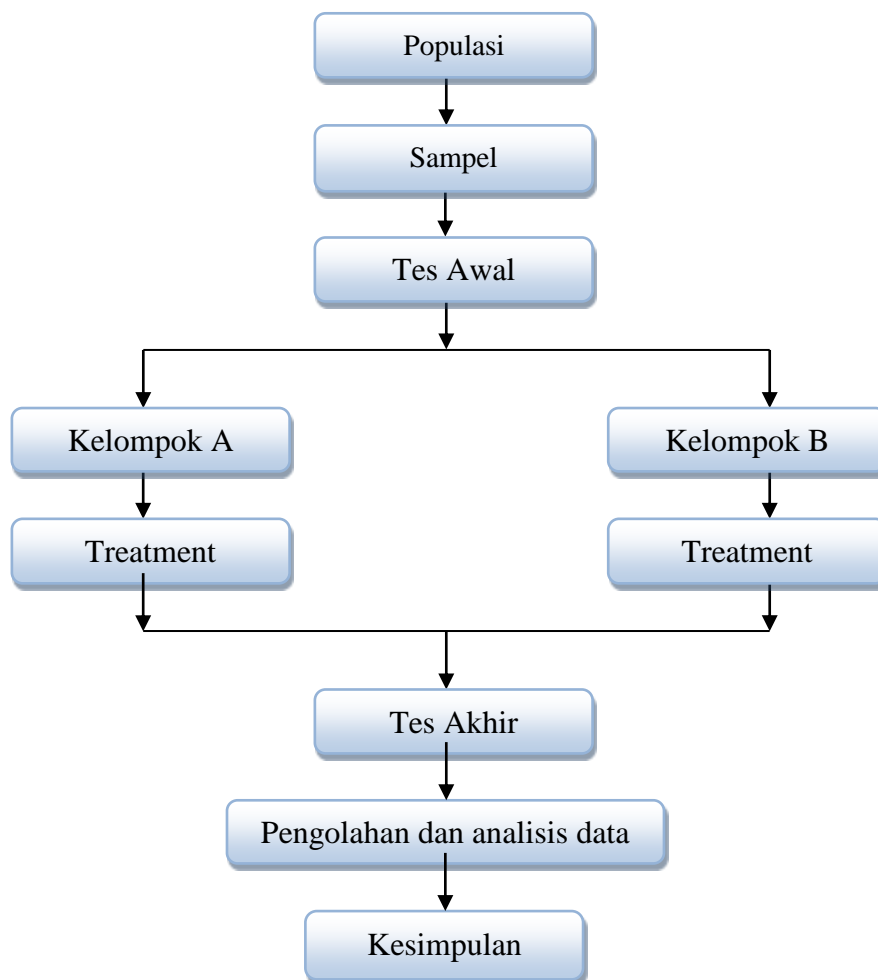 Populasi
Sampel
Tes Awal
Kelompok A
Kelompok B
Treatment
Treatment
Tes Akhir
Pengolahan dan analisis data
Kesimpulan